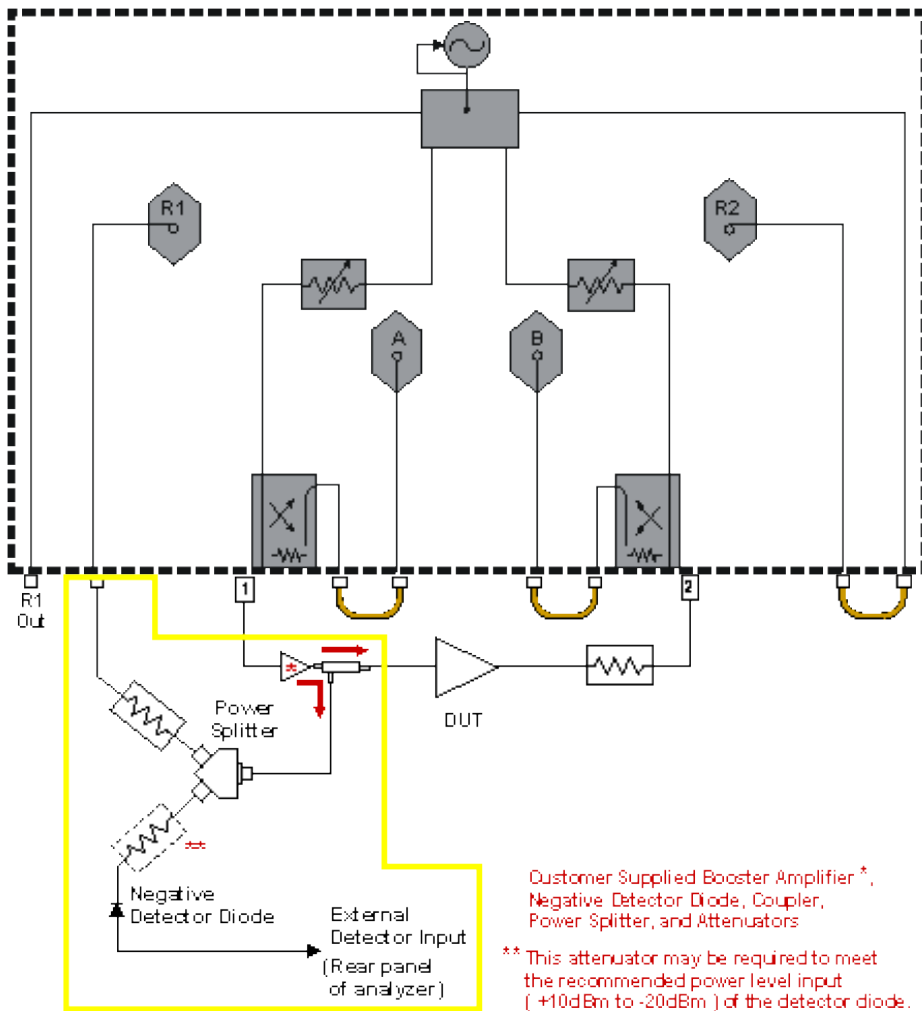 R1
R2
A
B
R1
Out
1
2
*
Power
Splitter
DUT
**
Negative
Detector Diode
External
Detector Input
(Rear panel
of analyzer)
Customer Supplied Booster Amplifier *,
Negative Detector Diode, Coupler,
Power Splitter, and Attenuators
** This attenuator may be required to meet
the recommended power level input
( +10dBm to -20dBm ) of the detector diode.